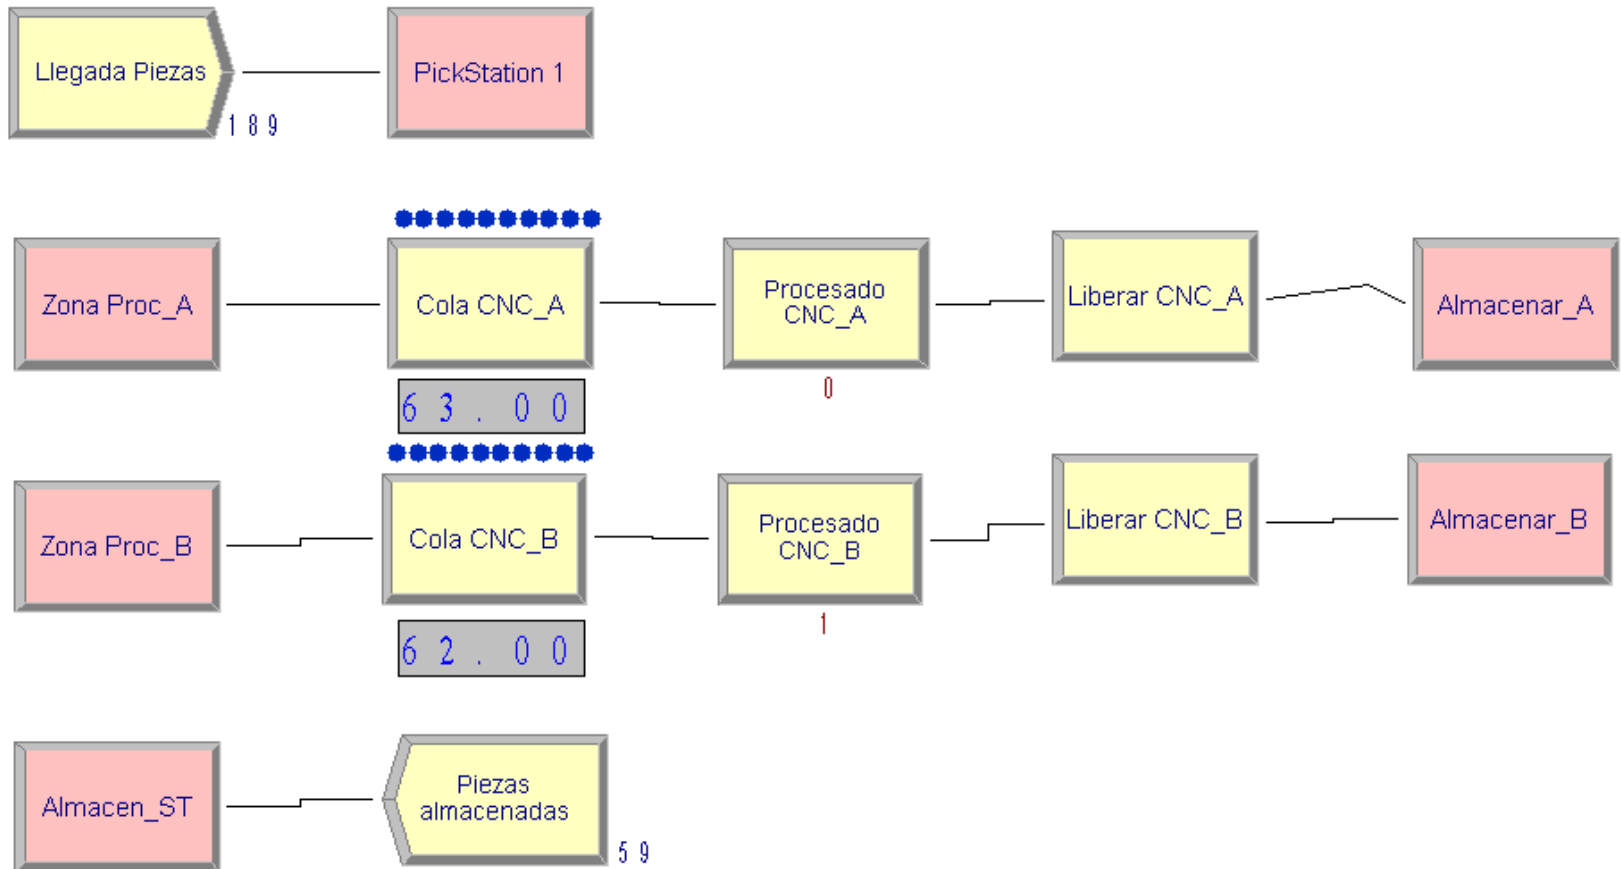 Llegada Piezas
PickStation 1
189
Zona Proc_A
Cola CNC_A
Procesado
CNC_A
Liberar CNC_A
Almacenar_A
0
63.00
Zona Proc_B
Cola CNC_B
Procesado
CNC_B
Liberar CNC_B
Almacenar_B
1
62.00
Almacen_ST
Piezas
almacenadas
59